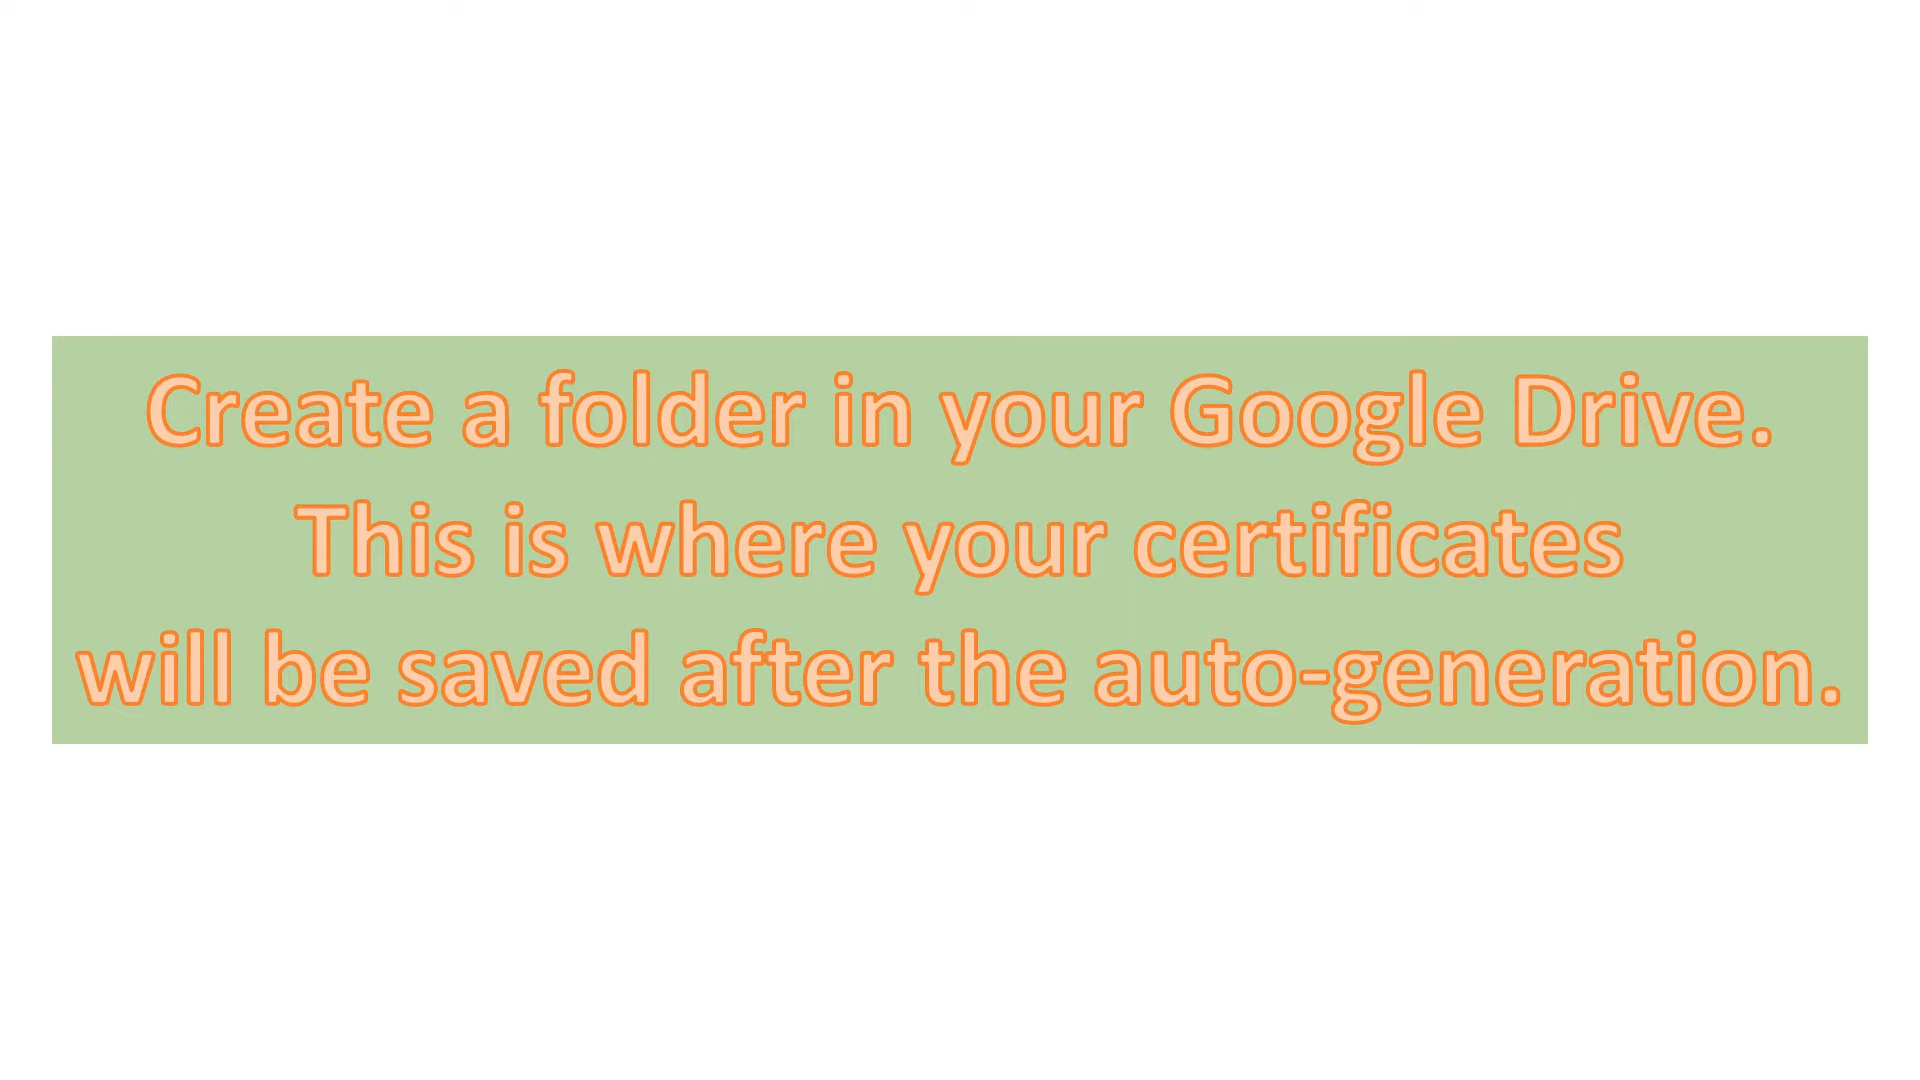 Create a folder in your Google Drive.
This is where your certificates
will be saved after the auto-generation.